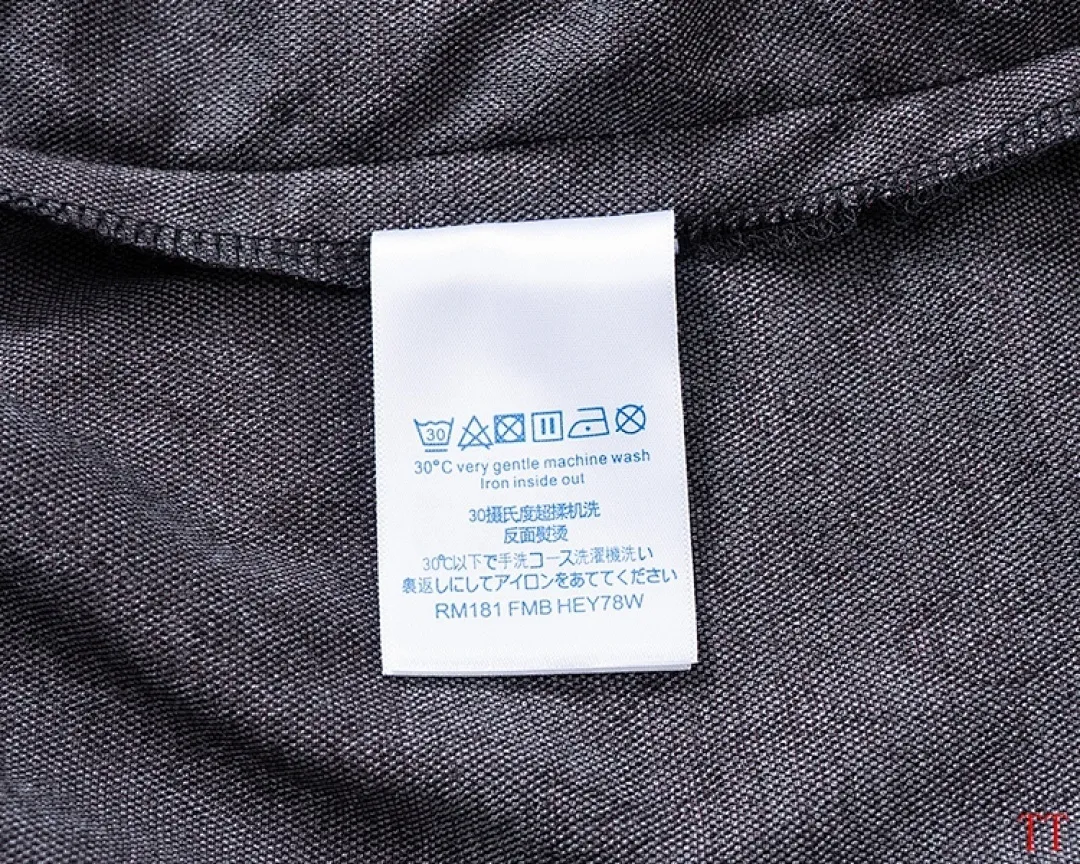 30
30°C very gentle machine wash
Iron inside out
30摄氏度超揉机洗
反面熨烫
30℃以下で手洗コース洗濯機洗い
裏返しにしてアイロンをあててください
RM181 FMB HEY78W
TT